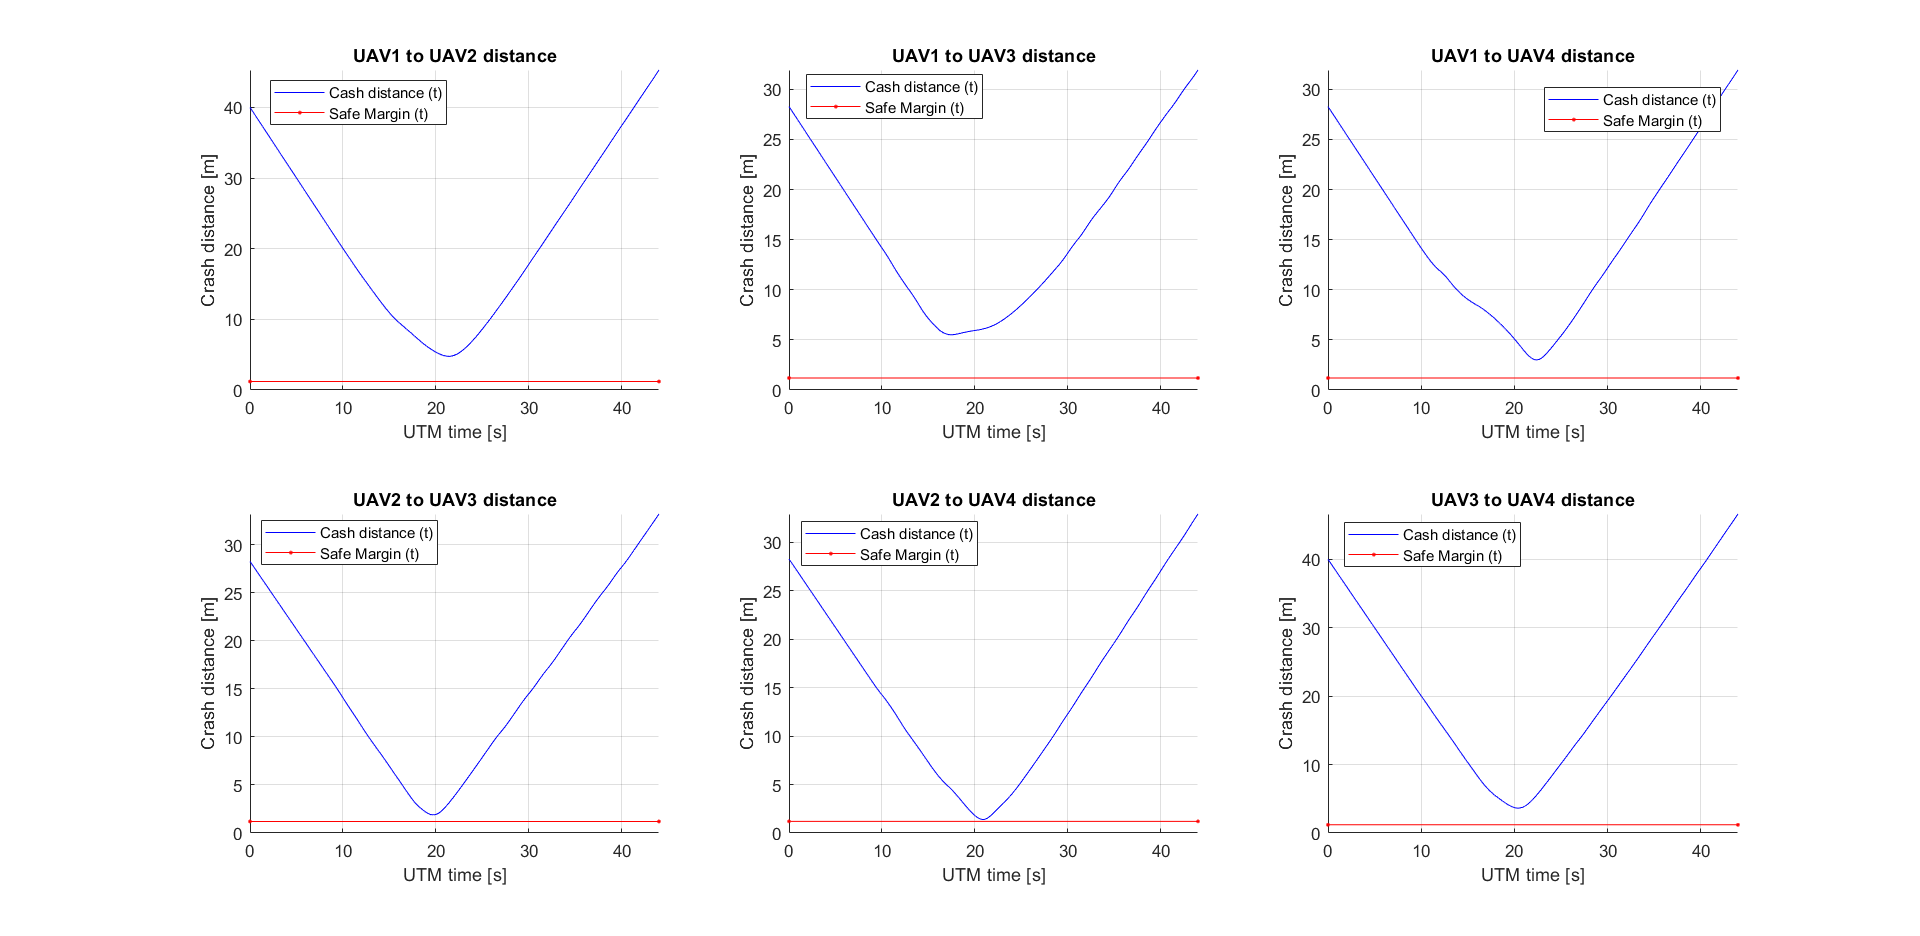 UAV1 to UAV2 distance
Cash distance (t)
Safe Margin (t)
Crash distance [m]
40
30
20
10
0
0 10 20 30 40
UTM time [s]
UAV1 to UAV3 distance
Cash distance (t)
Safe Margin (t)
Crash distance [m]
30
25
20
15
10
5
0
0 10 20 30 40
UTM time [s]
UAV1 to UAV4 distance
Cash distance (t)
Safe Margin (t)
Crash distance [m]
30
25
20
15
10
5
0
0 10 20 30 40
UTM time [s]
UAV2 to UAV3 distance
Cash distance (t)
Safe Margin (t)
Crash distance [m]
30
25
20
15
10
5
0
0 10 20 30 40
UTM time [s]
UAV2 to UAV4 distance
Cash distance (t)
Safe Margin (t)
Crash distance [m]
30
25
20
15
10
5
0
0 10 20 30 40
UTM time [s]
UAV3 to UAV4 distance
Cash distance (t)
Safe Margin (t)
Crash distance [m]
40
30
20
10
0
0 10 20 30 40
UTM time [s]